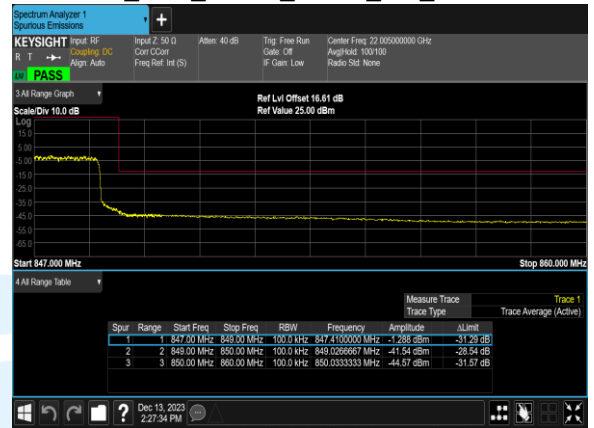 Spectrum Analyzer 1
Spurious Emissions
KEYSIGHT Input: RF Input Z: 50 Ω Atten: 40 dB Trig: Free Run Center Freq: 22.005000000 GHz
R T Coupling: DC Corr CCorr Gate: Off Avg|Hold: 100/100
Align: Auto Freq Ref: Int (S) IF Gain: Low Radio Std: None
LXI PASS
3 All Range Graph
Ref Lvl Offset 16.61 dB
Scale/Div 10.0 dB Ref Value 25.00 dBm
Log
15.0
5.00
-5.00
-15.0
-25.0
-35.0
-45.0
-55.0
-65.0
Start 847.000 MHz Stop 860.000 MHz
4 All Range Table
Measure Trace Trace 1
Trace Type Trace Average (Active)
Spur Range Start Freq Stop Freq RBW Frequency Amplitude ΔLimit
1 1 847.00 MHz 849.00 MHz 100.0 kHz 847.4100000 MHz -1.288 dBm -31.29 dB
2 2 849.00 MHz 850.00 MHz 100.0 kHz 849.0266667 MHz -41.54 dBm -28.54 dB
3 3 850.00 MHz 860.00 MHz 100.0 kHz 850.0333333 MHz -44.57 dBm -31.57 dB
? Dec 13, 2023
2:27:34 PM